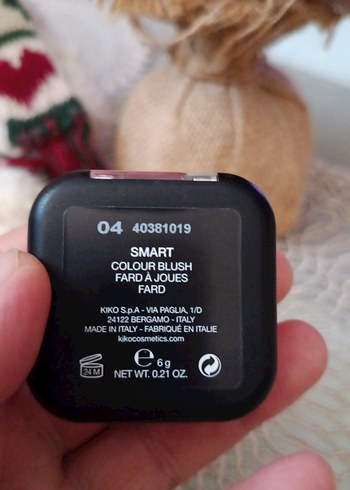 04 40381019
SMART
COLOUR BLUSH
FARD À JOUES
FARD
KIKO S.p.A - VIA PAGLIA, 1/D
24122 BERGAMO - ITALY
MADE IN ITALY - FABRIQUÉ EN ITALIE
kikocosmetics.com
24 M
e 6 g
NET WT. 0.21 OZ.